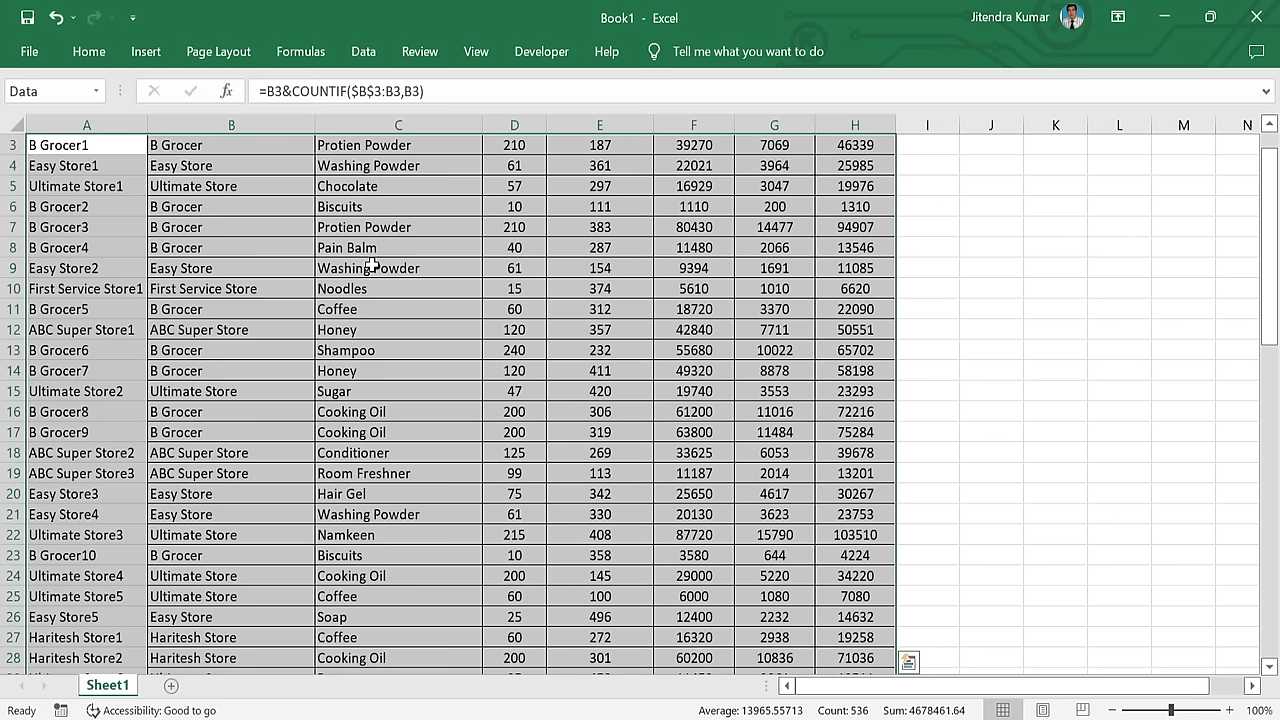 Book1 - Excel
Jitendra Kumar
File Home Insert Page Layout Formulas Data Review View Developer Help Tell me what you want to do
Data fx =B3&COUNTIF($B$3:B3,B3)
A B C D E F G H I J K L M N
3 B Grocer1 B Grocer Protien Powder 210 187 39270 7069 46339
4 Easy Store1 Easy Store Washing Powder 61 361 22021 3964 25985
5 Ultimate Store1 Ultimate Store Chocolate 57 297 16929 3047 19976
6 B Grocer2 B Grocer Biscuits 10 111 1110 200 1310
7 B Grocer3 B Grocer Protien Powder 210 383 80430 14477 94907
8 B Grocer4 B Grocer Pain Balm 40 287 11480 2066 13546
9 Easy Store2 Easy Store Washing Powder 61 154 9394 1691 11085
10 First Service Store1 First Service Store Noodles 15 374 5610 1010 6620
11 B Grocer5 B Grocer Coffee 60 312 18720 3370 22090
12 ABC Super Store1 ABC Super Store Honey 120 357 42840 7711 50551
13 B Grocer6 B Grocer Shampoo 240 232 55680 10022 65702
14 B Grocer7 B Grocer Honey 120 411 49320 8878 58198
15 Ultimate Store2 Ultimate Store Sugar 47 420 19740 3553 23293
16 B Grocer8 B Grocer Cooking Oil 200 306 61200 11016 72216
17 B Grocer9 B Grocer Cooking Oil 200 319 63800 11484 75284
18 ABC Super Store2 ABC Super Store Conditioner 125 269 33625 6053 39678
19 ABC Super Store3 ABC Super Store Room Freshner 99 113 11187 2014 13201
20 Easy Store3 Easy Store Hair Gel 75 342 25650 4617 30267
21 Easy Store4 Easy Store Washing Powder 61 330 20130 3623 23753
22 Ultimate Store3 Ultimate Store Namkeen 215 408 87720 15790 103510
23 B Grocer10 B Grocer Biscuits 10 358 3580 644 4224
24 Ultimate Store4 Ultimate Store Cooking Oil 200 145 29000 5220 34220
25 Ultimate Store5 Ultimate Store Coffee 60 100 6000 1080 7080
26 Easy Store5 Easy Store Soap 25 496 12400 2232 14632
27 Haritesh Store1 Haritesh Store Coffee 60 272 16320 2938 19258
28 Haritesh Store2 Haritesh Store Cooking Oil 200 301 60200 10836 71036
Sheet1
Ready Accessibility: Good to go Average: 13965.55713 Count: 536 Sum: 4678461.64 100%